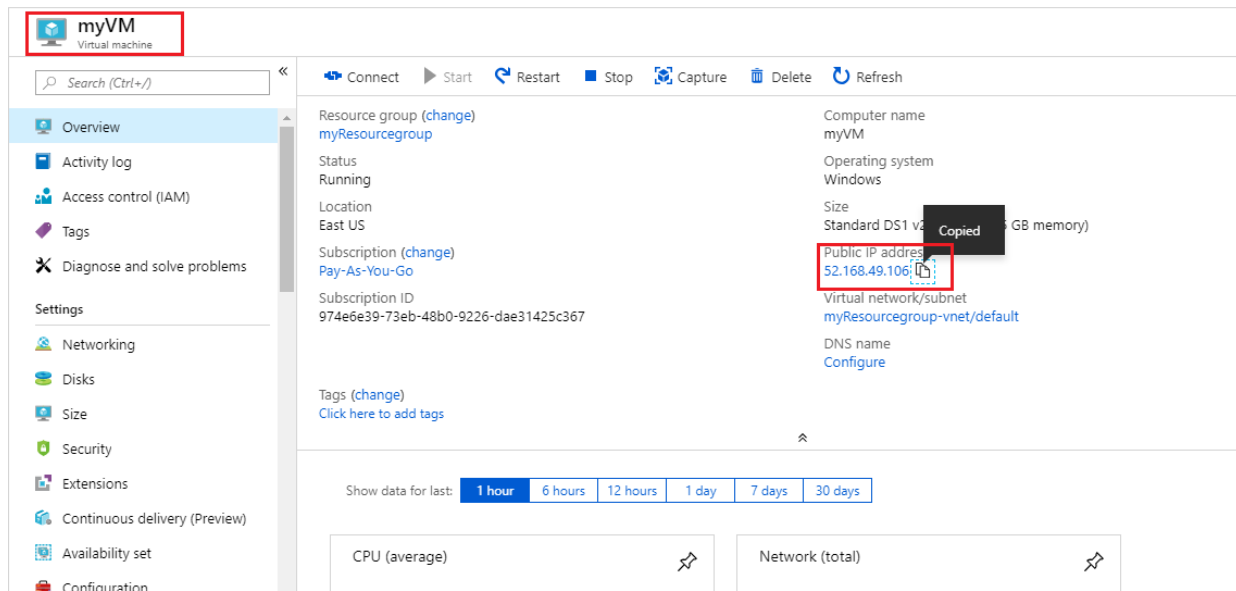 myVM
Virtual machine
Search (Ctrl+/)
«
Overview
Activity log
Access control (IAM)
Tags
Diagnose and solve problems
Settings
Networking
Disks
Size
Security
Extensions
Continuous delivery (Preview)
Availability set
Configuration
Connect Start Restart Stop Capture Delete Refresh
Resource group (change)
myResourcegroup
Status
Running
Location
East US
Subscription (change)
Pay-As-You-Go
Subscription ID
974e6e39-73eb-48b0-9226-dae31425c367
Computer name
myVM
Operating system
Windows
Size
Standard DS1 GB memory)
Copied
Public IP address
52.168.49.106
Virtual network/subnet
myResourcegroup-vnet/default
DNS name
Configure
Tags (change)
Click here to add tags
Show data for last: 1 hour 6 hours 12 hours 1 day 7 days 30 days
CPU (average)
Network (total)